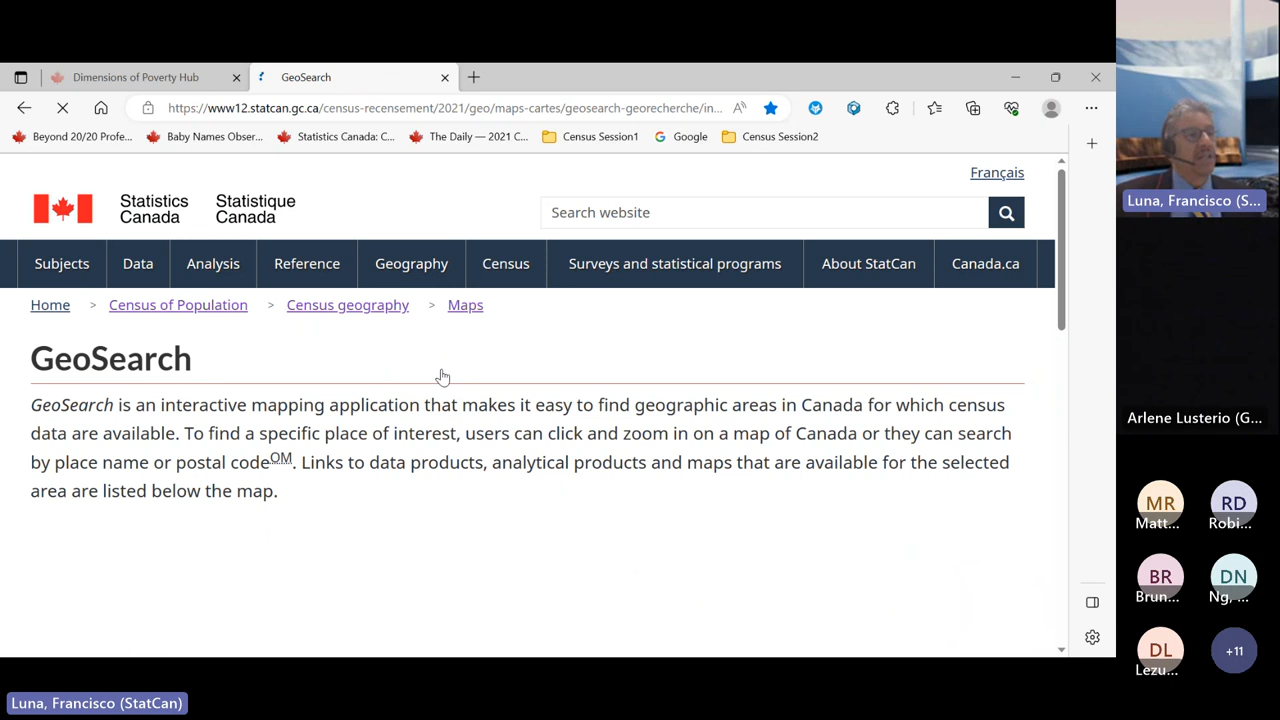 Dimensions of Poverty Hub
GeoSearch
https://www12.statcan.gc.ca/census-recensement/2021/geo/maps-cartes/geosearch-georecherche/in...
Beyond 20/20 Profe...
Baby Names Obser...
Statistics Canada: C...
The Daily — 2021 C...
Census Session1
Google
Census Session2
Français
Statistics Canada
Statistique Canada
Search website
Subjects
Data
Analysis
Reference
Geography
Census
Surveys and statistical programs
About StatCan
Canada.ca
Home > Census of Population > Census geography > Maps
GeoSearch
GeoSearch is an interactive mapping application that makes it easy to find geographic areas in Canada for which census
data are available. To find a specific place of interest, users can click and zoom in on a map of Canada or they can search
by place name or postal codeOM. Links to data products, analytical products and maps that are available for the selected
area are listed below the map.
Luna, Francisco (S...
Arlene Lusterio (G...
MR
Matt...
RD
Robi...
BR
Brun...
DN
Ng, ...
DL
Lezu...
+11
Luna, Francisco (StatCan)